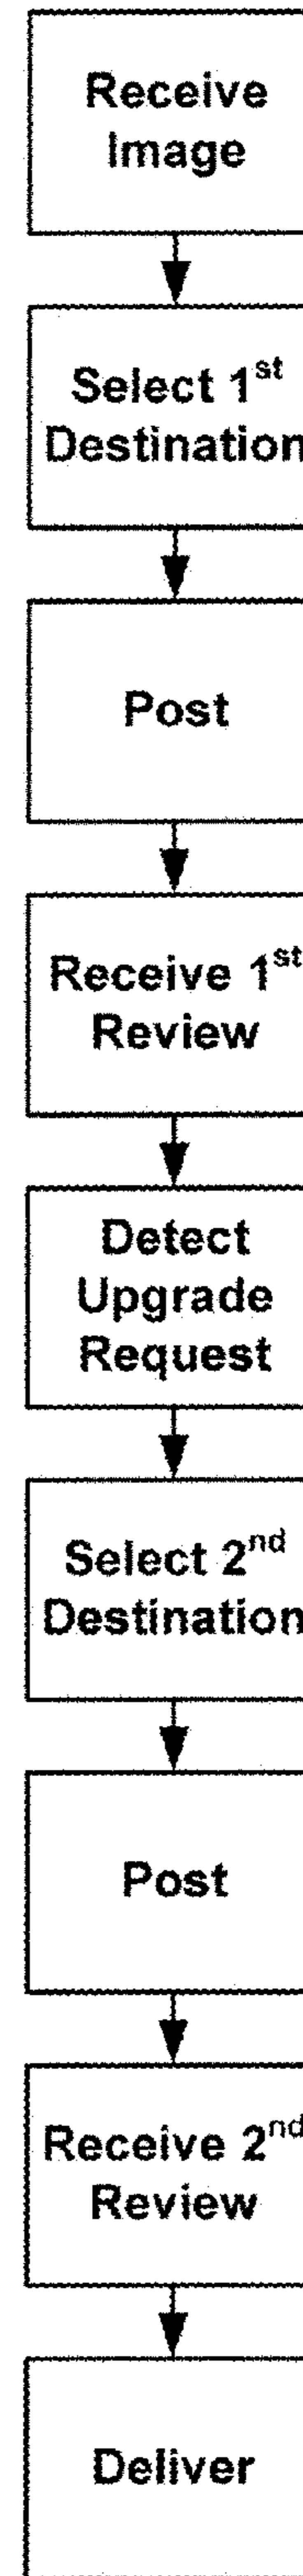 Receive
Image
Select 1st
Destination
Post
Receive 1st
Review
Detect
Upgrade
Request
Select 2nd
Destination
Post
Receive 2nd
Review
Deliver